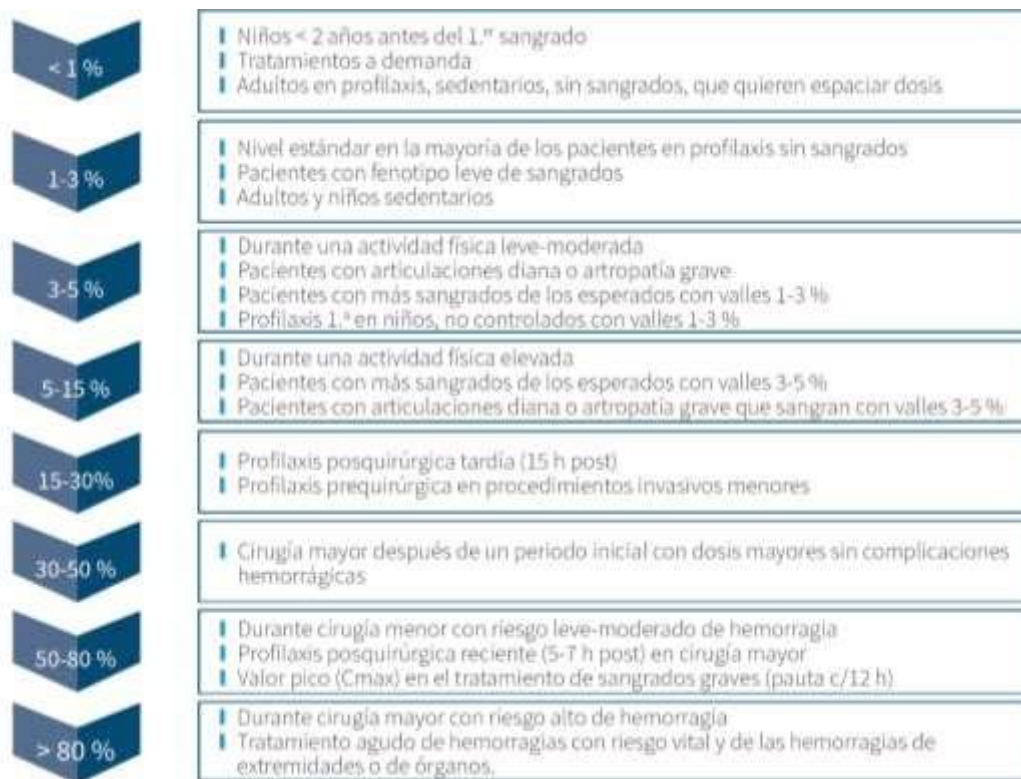 < 1 %
Niños < 2 años antes del 1.er sangrado
Tratamientos a demanda
Adultos en profilaxis, sedentarios, sin sangrados, que quieren espaciar dosis
1-3 %
Nivel estándar en la mayoría de los pacientes en profilaxis sin sangrados
Pacientes con fenotipo leve de sangrados
Adultos y niños sedentarios
3-5 %
Durante una actividad física leve-moderada
Pacientes con articulaciones diana o artropatía grave
Pacientes con más sangrados de los esperados con valles 1-3 %
Profilaxis 1.ª en niños, no controlados con valles 1-3 %
5-15 %
Durante una actividad física elevada
Pacientes con más sangrados de los esperados con valles 3-5 %
Pacientes con articulaciones diana o artropatía grave que sangran con valles 3-5 %
15-30%
Profilaxis posquirúrgica tardía (15 h post)
Profilaxis prequirúrgica en procedimientos invasivos menores
30-50 %
Cirugía mayor después de un periodo inicial con dosis mayores sin complicaciones
hemorrágicas
50-80 %
Durante cirugía menor con riesgo leve-moderado de hemorragia
Profilaxis posquirúrgica reciente (5-7 h post) en cirugía mayor
Valor pico (Cmax) en el tratamiento de sangrados graves (pauta c/12 h)
> 80 %
Durante cirugía mayor con riesgo alto de hemorragia
Tratamiento agudo de hemorragias con riesgo vital y de las hemorragias de
extremidades o de órganos.